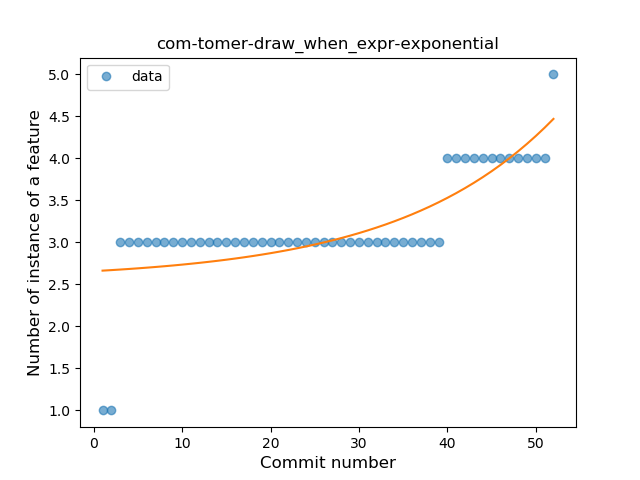 com-tomer-draw_when_expr-exponential
data
Number of instance of a feature
5.0
4.5
4.0
3.5
3.0
2.5
2.0
1.5
1.0
0 10 20 30 40 50
Commit number